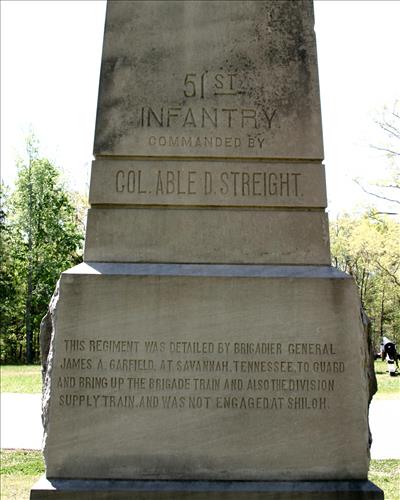 51ST
INFANTRY
COMMANDED BY
COL. ABLE D. STREIGHT.
THIS REGIMENT WAS DETAILED BY BRIGADIER GENERAL
JAMES A. GARFIELD, AT SAVANNAH, TENNESSEE, TO GUARD
AND BRING UP THE BRIGADE TRAIN AND ALSO THE DIVISION
SUPPLY TRAIN, AND WAS NOT ENGAGED AT SHILOH.